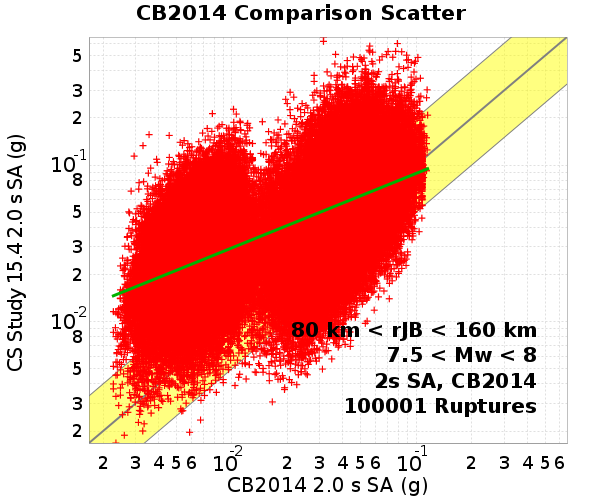 CB2014 Comparison Scatter
CS Study 15.4 2.0 s SA (g)
5
3
2
10-1
8
5
3
2
10-2
8
5
3
2
80 km < rJB < 160 km
7.5 < Mw < 8
2s SA, CB2014
100001 Ruptures
2 3 4 5 6 10-2 2 3 4 5 6 10-1 2 3 4 5 6
CB2014 2.0 s SA (g)